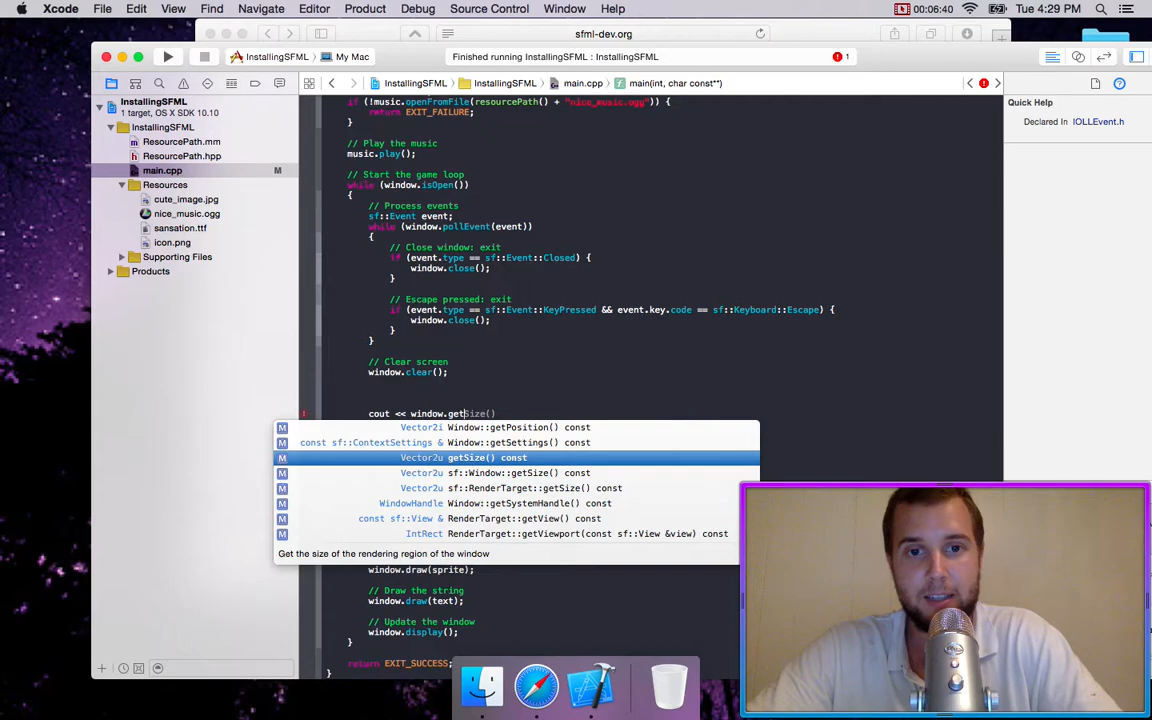 Xcode File Edit View Find Navigate Editor Product Debug Source Control Window Help 00:06:40 Tue 4:29 PM
sfml-dev.org
InstallingSFML My Mac Finished running InstallingSFML : InstallingSFML 1
InstallingSFML InstallingSFML main.cpp main(int, char const**)
InstallingSFML
1 target, OS X SDK 10.10
InstallingSFML
ResourcePath.mm
ResourcePath.hpp
main.cpp M
Resources
cute_image.jpg
nice_music.ogg
sansation.ttf
icon.png
Supporting Files
Products
if (!music.openFromFile(resourcePath() + "nice_music.ogg")) {
return EXIT_FAILURE;
}
// Play the music
music.play();
// Start the game loop
while (window.isOpen())
{
// Process events
sf::Event event;
while (window.pollEvent(event))
{
// Close window: exit
if (event.type == sf::Event::Closed) {
window.close();
}
// Escape pressed: exit
if (event.type == sf::Event::KeyPressed && event.key.code == sf::Keyboard::Escape) {
window.close();
}
}
// Clear screen
window.clear();
cout << window.getSize()
M Vector2i Window::getPosition() const
M const sf::ContextSettings & Window::getSettings() const
M Vector2u getSize() const
M Vector2u sf::Window::getSize() const
M Vector2u sf::RenderTarget::getSize() const
M WindowHandle Window::getSystemHandle() const
M const sf::View & RenderTarget::getView() const
M IntRect RenderTarget::getViewport(const sf::View &view) const
Get the size of the rendering region of the window
window.draw(sprite);
// Draw the string
window.draw(text);
// Update the window
window.display();
}
return EXIT_SUCCESS;
}
Quick Help
Declared In IOLLEvent.h